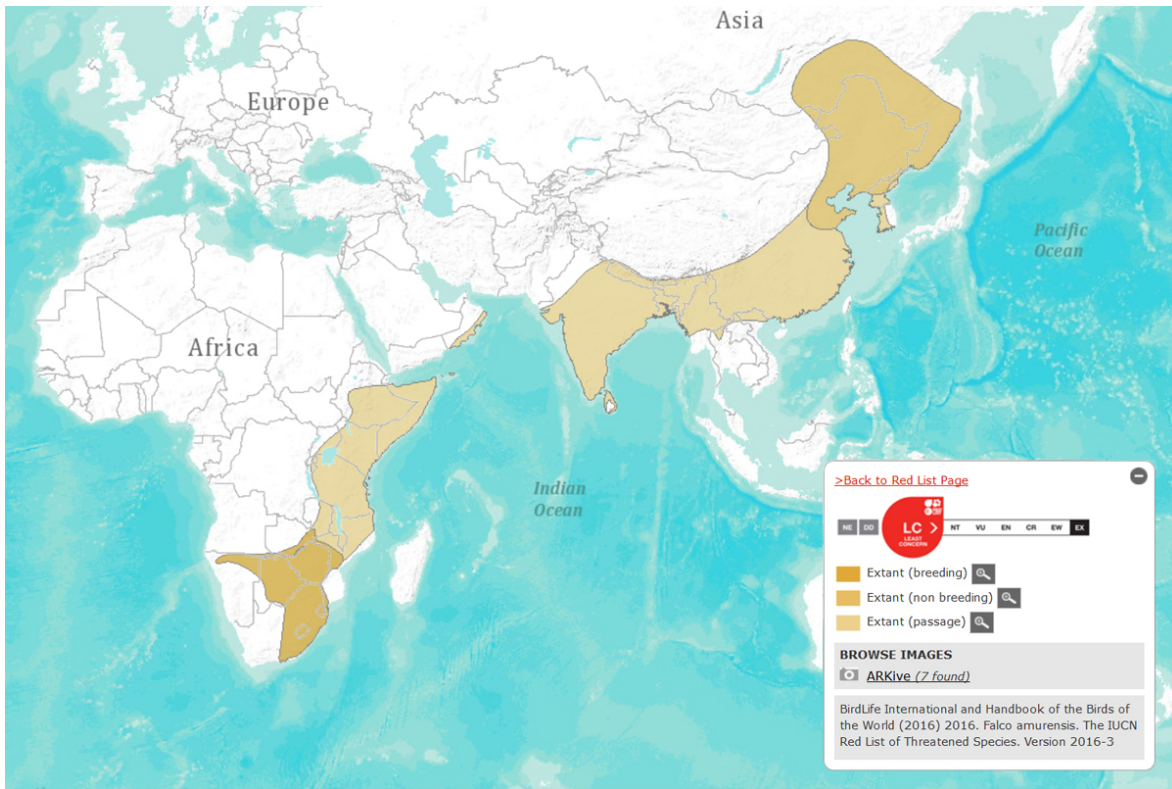 Asia
Europe
Pacific
Ocean
Africa
Indian
Ocean
>Back to Red List Page
NE DD LC NT VU EN CR EW EX
LEAST
CONCERN
Extant (breeding)
Extant (non breeding)
Extant (passage)
BROWSE IMAGES
ARKive (7 found)
BirdLife International and Handbook of the Birds of
the World (2016) 2016. Falco amurensis. The IUCN
Red List of Threatened Species. Version 2016-3